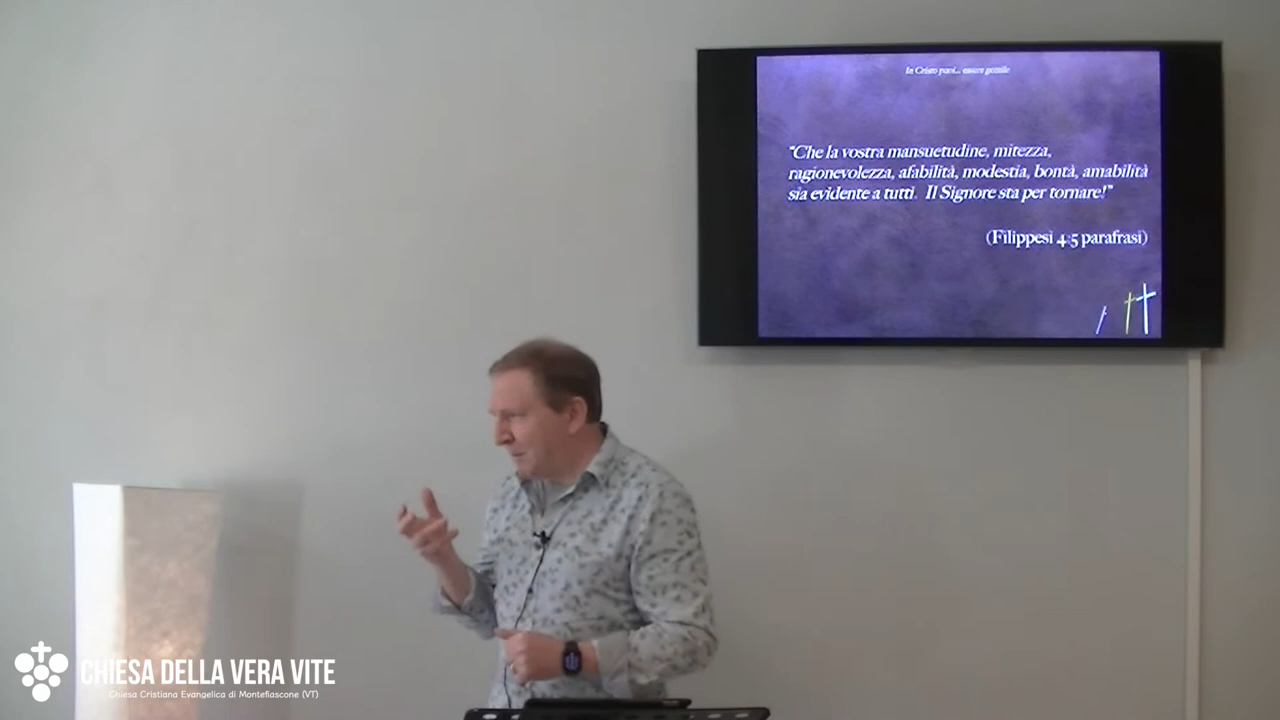 In Cristo puoi... essere gentile
"Che la vostra mansuetudine, mitezza,
ragionevolezza, afabilità, modestia, bontà, amabilità
sia evidente a tutti. Il Signore sta per tornare!"
(Filippesi 4:5 parafrasi)
CHIESA DELLA VERA VITE
Chiesa Cristiana Evangelica di Montefiascone (VT)